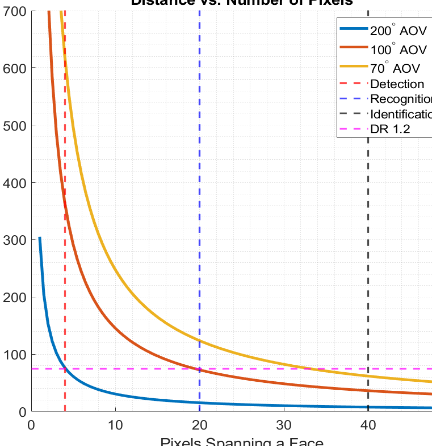 Distance vs. Number of Pixels
700
600
500
400
300
200
100
0
0
10
20
30
40
200° AOV
100° AOV
70° AOV
Detection
Recognition
Identificatio
DR 1.2
Pixels Spanning a Face